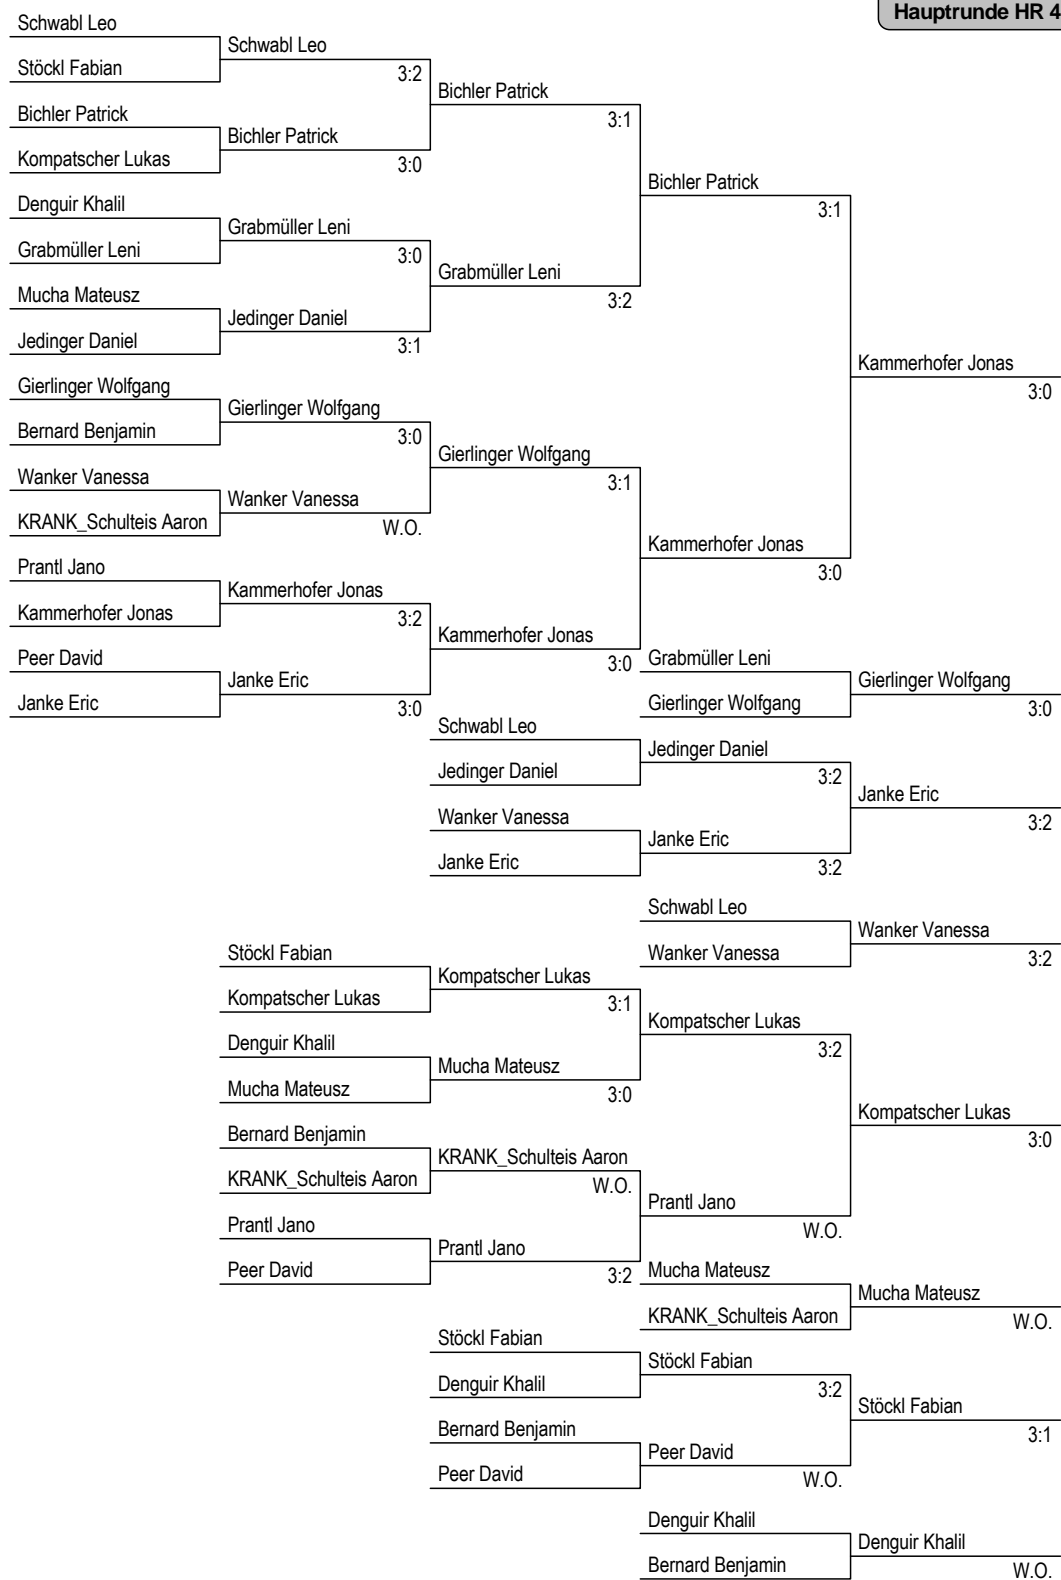 Hauptrunde HR 4
Schwabl Leo
Schwabl Leo
Stöckl Fabian
3:2
Bichler Patrick
Bichler Patrick
3:1
Bichler Patrick
Kompatscher Lukas
3:0
Bichler Patrick
Denguir Khalil
3:1
Grabmüller Leni
Grabmüller Leni
3:0
Grabmüller Leni
Mucha Mateusz
3:2
Jedinger Daniel
Jedinger Daniel
3:1
Kammerhofer Jonas
Gierlinger Wolfgang
3:0
Gierlinger Wolfgang
Bernard Benjamin
3:0
Gierlinger Wolfgang
Wanker Vanessa
3:1
Wanker Vanessa
KRANK_Schulteis Aaron
W.O.
Kammerhofer Jonas
Prantl Jano
3:0
Kammerhofer Jonas
Kammerhofer Jonas
3:2
Kammerhofer Jonas
Peer David
3:0
Grabmüller Leni
Janke Eric
Gierlinger Wolfgang
Janke Eric
3:0
Gierlinger Wolfgang
3:0
Schwabl Leo
Jedinger Daniel
Jedinger Daniel
3:2
Janke Eric
Wanker Vanessa
3:2
Janke Eric
Janke Eric
3:2
Schwabl Leo
Wanker Vanessa
Wanker Vanessa
3:2
Stöckl Fabian
Kompatscher Lukas
Kompatscher Lukas
3:1
Kompatscher Lukas
Denguir Khalil
3:2
Mucha Mateusz
Mucha Mateusz
3:0
Kompatscher Lukas
Bernard Benjamin
3:0
KRANK_Schulteis Aaron
KRANK_Schulteis Aaron
W.O.
Prantl Jano
Prantl Jano
W.O.
Prantl Jano
Peer David
3:2
Mucha Mateusz
Mucha Mateusz
KRANK_Schulteis Aaron
W.O.
Stöckl Fabian
Stöckl Fabian
Denguir Khalil
3:2
Stöckl Fabian
Bernard Benjamin
3:1
Peer David
Peer David
W.O.
Denguir Khalil
Denguir Khalil
Bernard Benjamin
W.O.